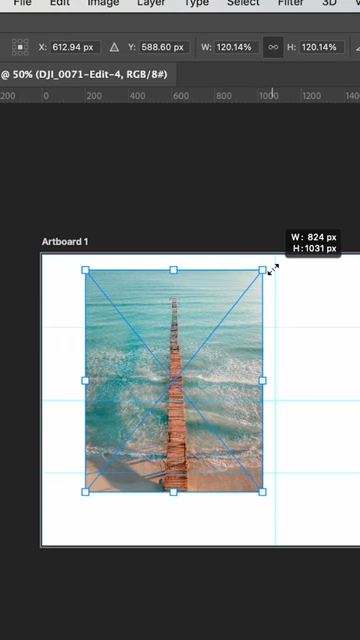 File Edit Image Layer Type Select Filter 3D
X: 612.94 px Y: 588.60 px W: 120.14% H: 120.14%
@ 50% (DJI_0071-Edit-4, RGB/8#)
200 0 200 400 600 800 1000 1200 1400
W: 824 px
H: 1031 px
Artboard 1